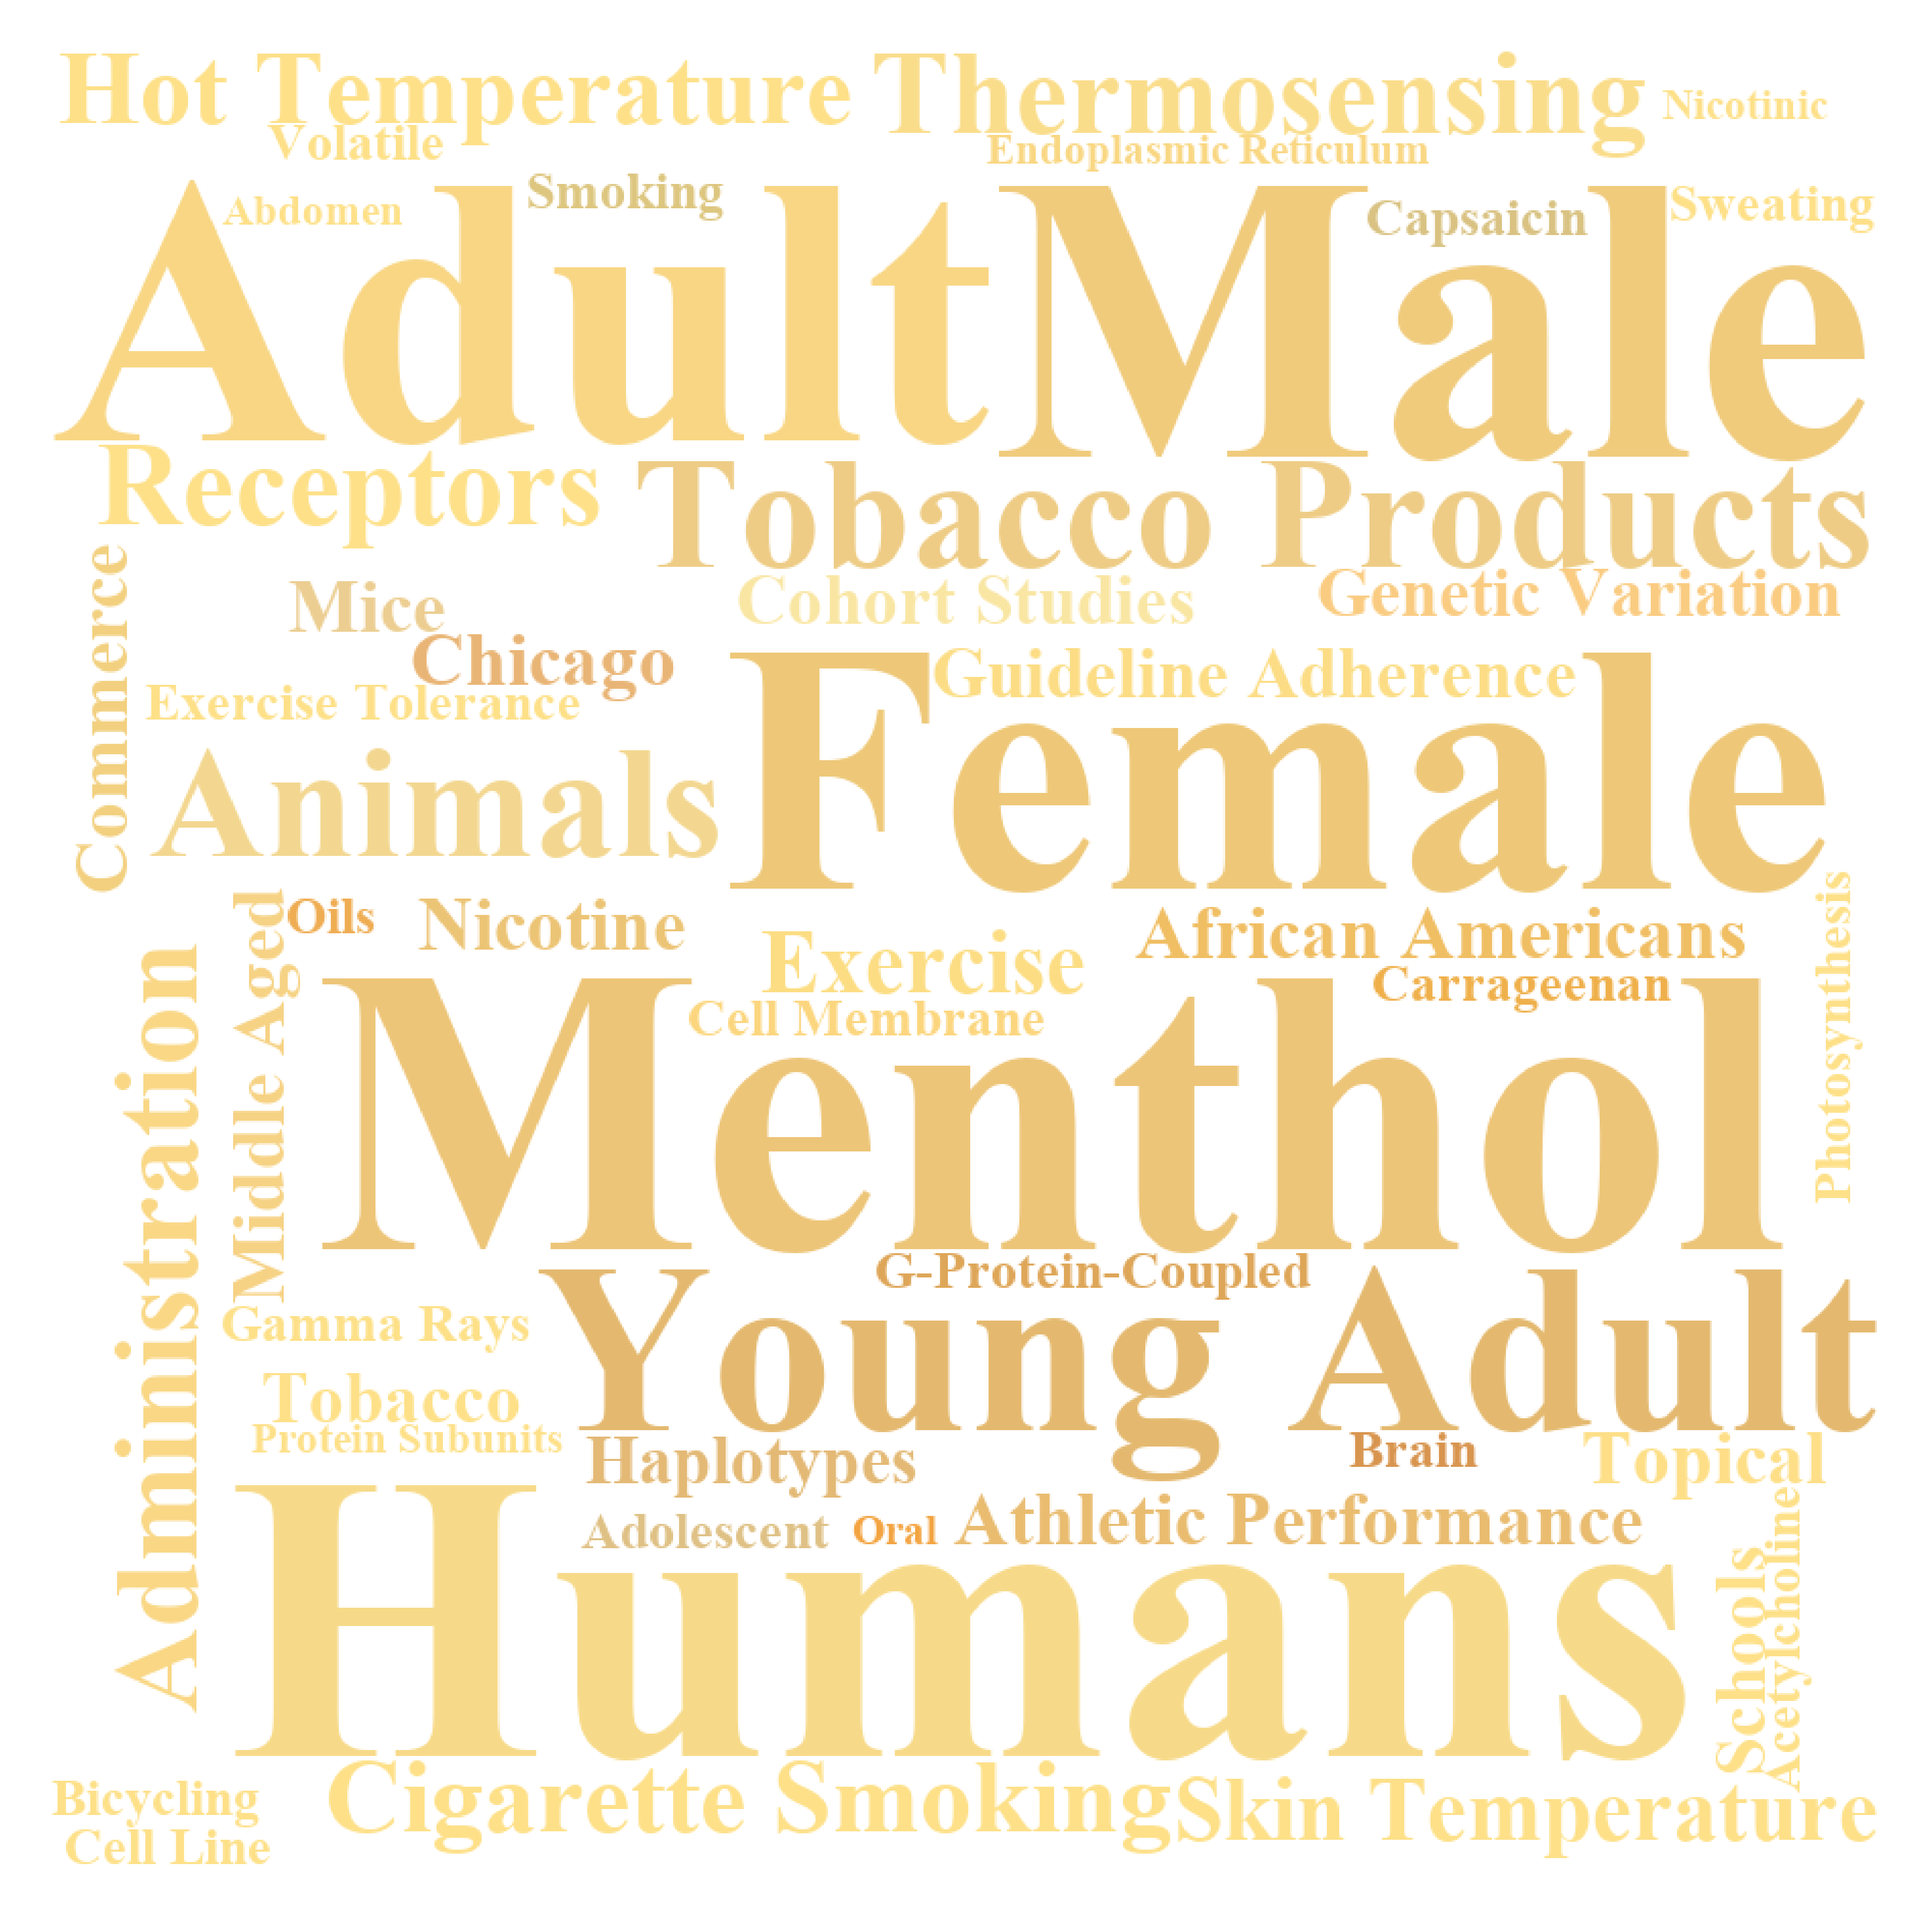 Hot Temperature
Thermosensing
Nicotinic
Volatile
Endoplasmic Reticulum
Abdomen
Smoking
Capsaicin
Sweating
Adult
Male
Receptors
Tobacco Products
Commerce
Mice
Cohort Studies
Genetic Variation
Chicago
Guideline Adherence
Exercise Tolerance
Animals
Female
Oils
Nicotine
Exercise
African Americans
Photosynthesis
Carrageenan
Cell Membrane
Administration
Middle Aged
Menthol
G-Protein-Coupled
Gamma Rays
Young Adult
Tobacco
Protein Subunits
Haplotypes
Brain
Topical
Adolescent
Oral
Athletic Performance
Humans
Schools
Acetylcholine
Bicycling
Cigarette Smoking
Skin Temperature
Cell Line